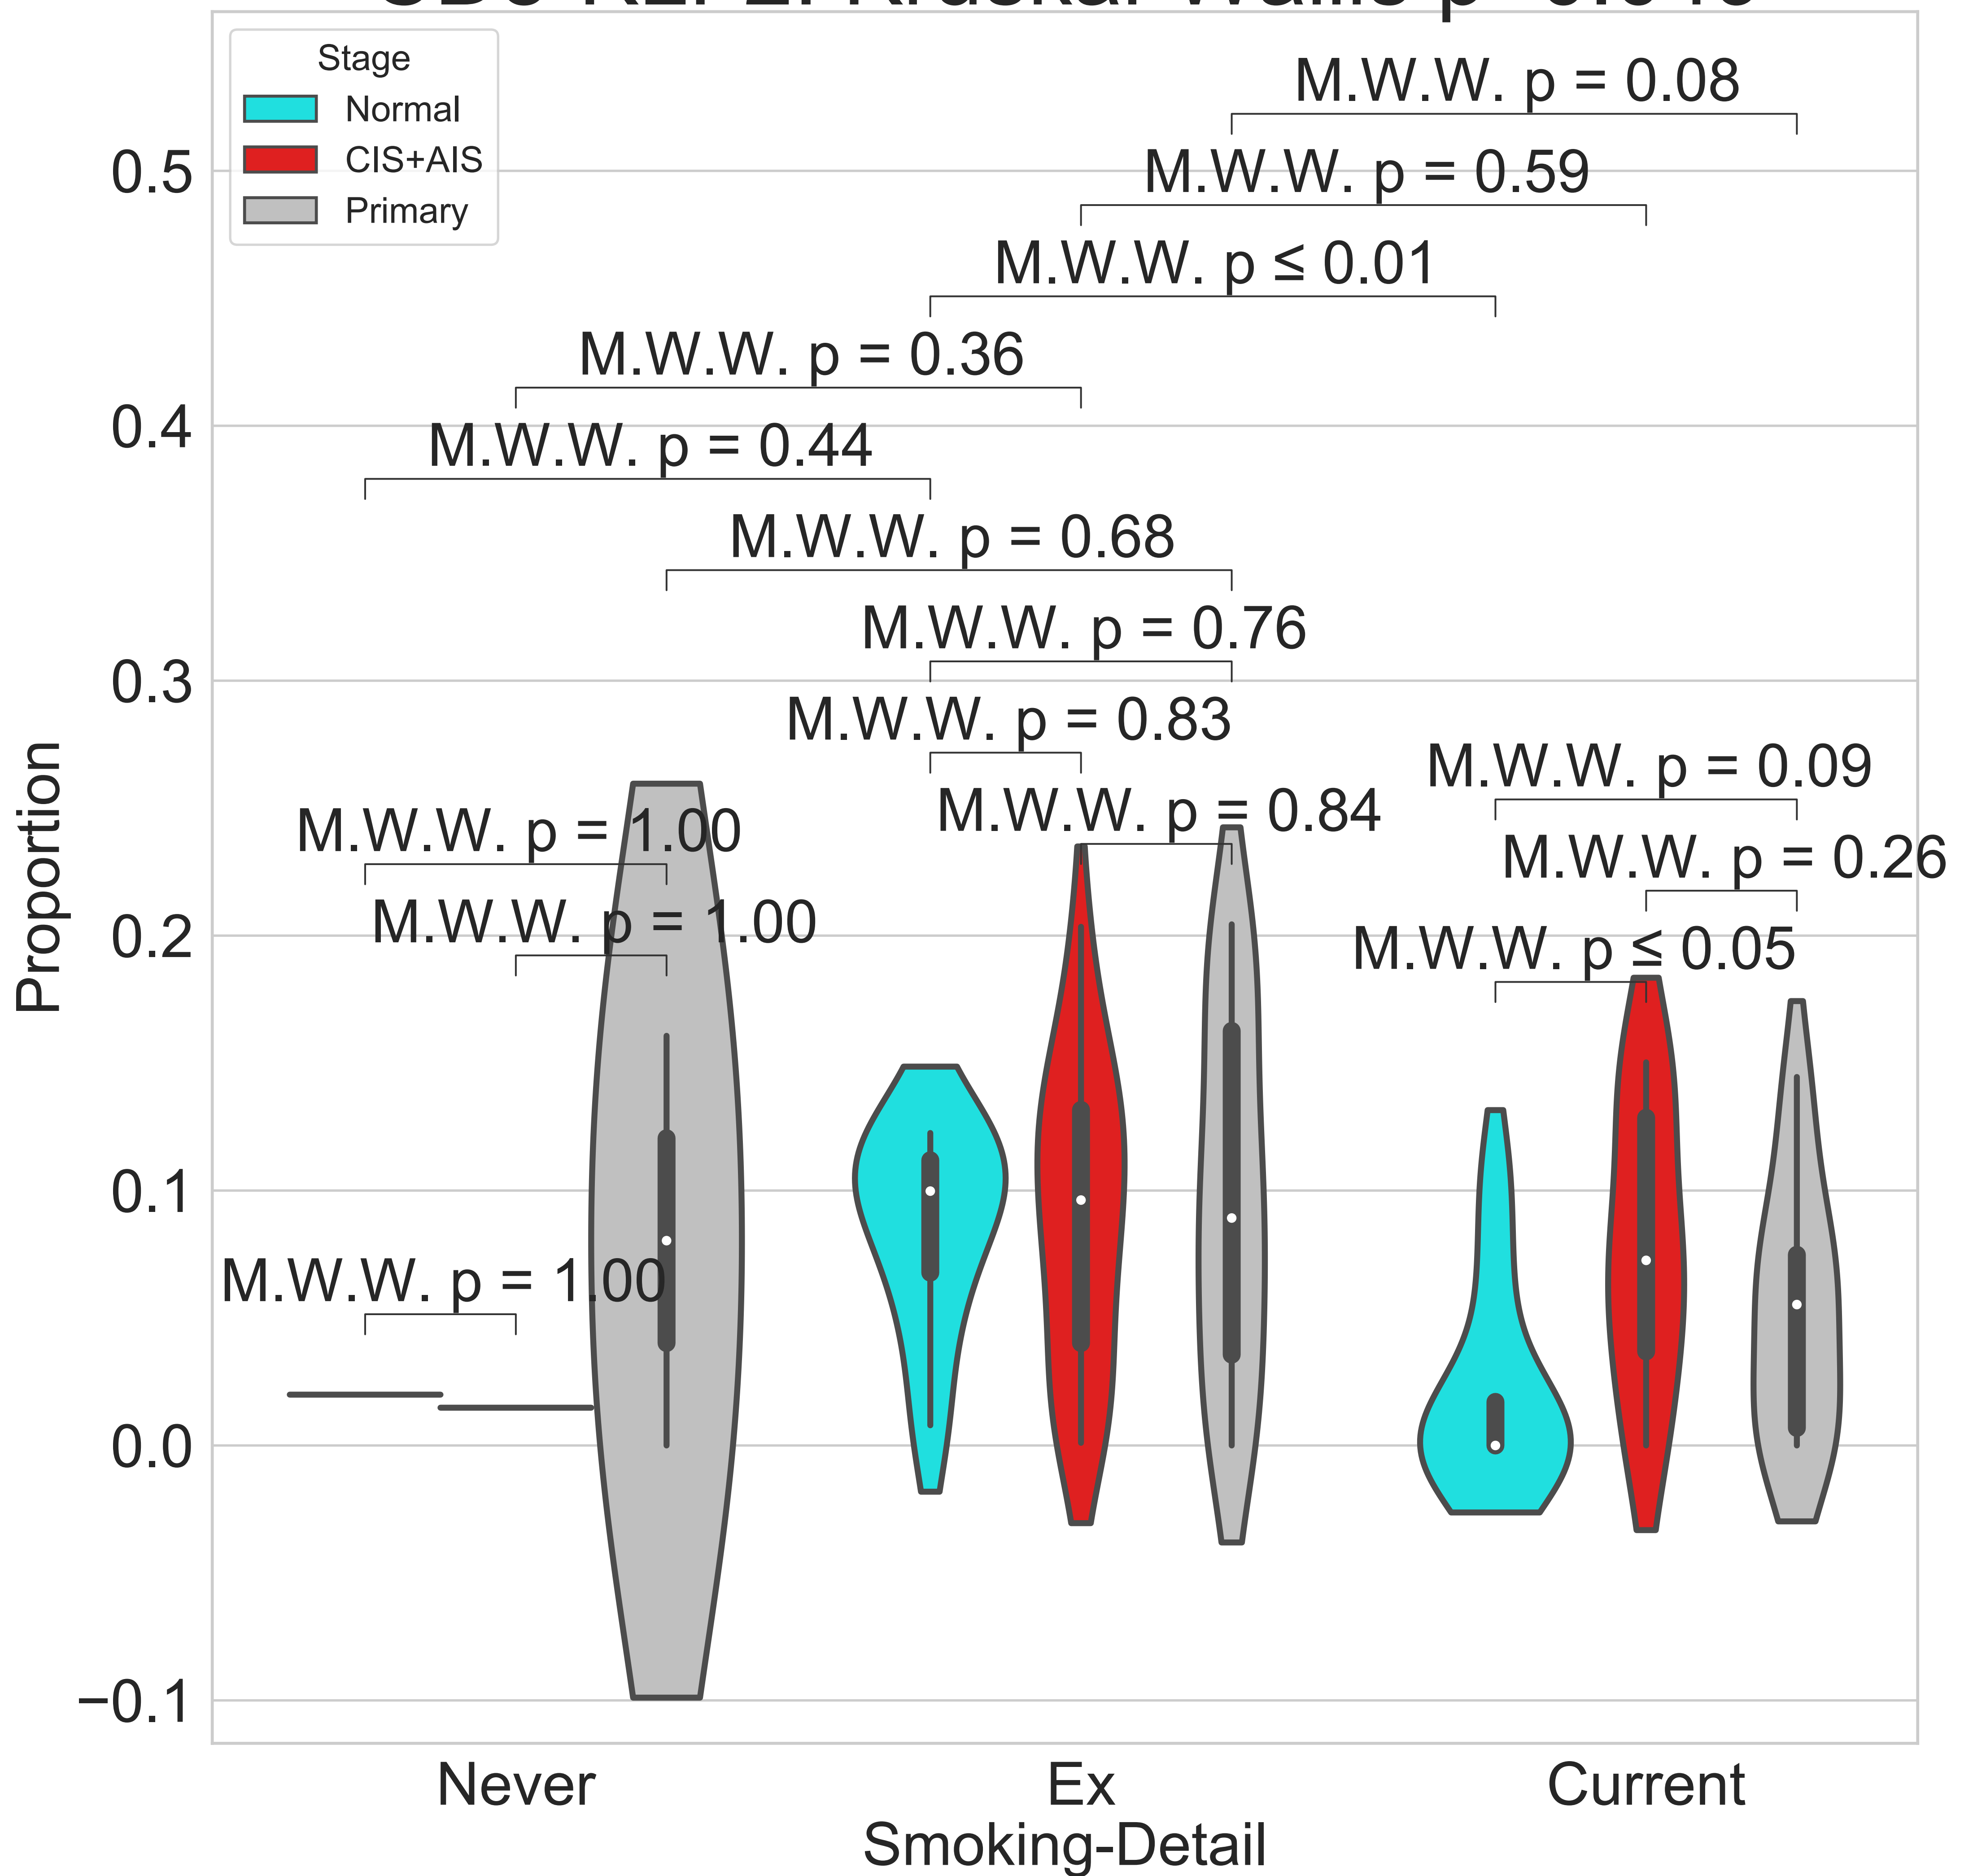 Stage
Normal
CIS+AIS
Primary
M.W.W. p = 0.08
M.W.W. p = 0.59
M.W.W. p ≤ 0.01
M.W.W. p = 0.36
M.W.W. p = 0.44
M.W.W. p = 0.68
M.W.W. p = 0.76
M.W.W. p = 0.83
M.W.W. p = 0.09
M.W.W. p = 0.84
M.W.W. p = 1.00
M.W.W. p = 0.26
M.W.W. p = 1.00
M.W.W. p ≤ 0.05
M.W.W. p = 1.00
0.5
0.4
0.3
0.2
0.1
0.0
−0.1
Proportion
Never
Ex
Current
Smoking-Detail